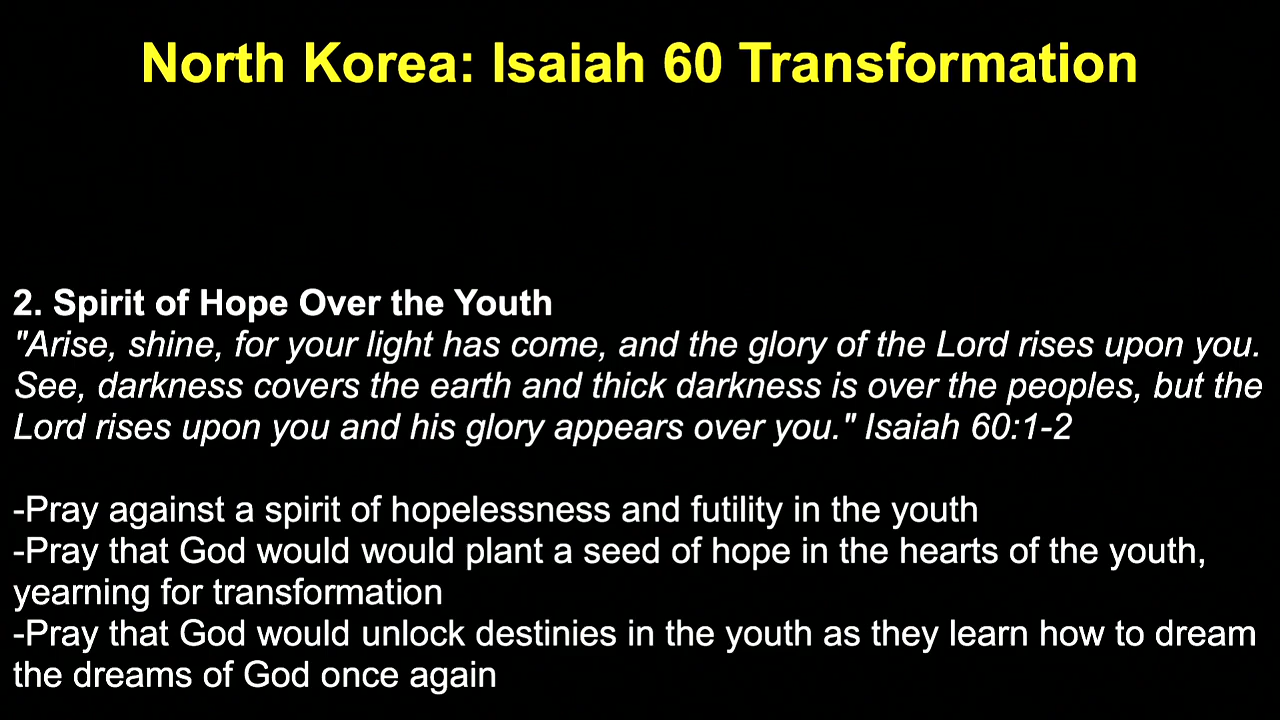 North Korea: Isaiah 60 Transformation
2. Spirit of Hope Over the Youth
"Arise, shine, for your light has come, and the glory of the Lord rises upon you.
See, darkness covers the earth and thick darkness is over the peoples, but the
Lord rises upon you and his glory appears over you." Isaiah 60:1-2
-Pray against a spirit of hopelessness and futility in the youth
-Pray that God would would plant a seed of hope in the hearts of the youth,
yearning for transformation
-Pray that God would unlock destinies in the youth as they learn how to dream
the dreams of God once again